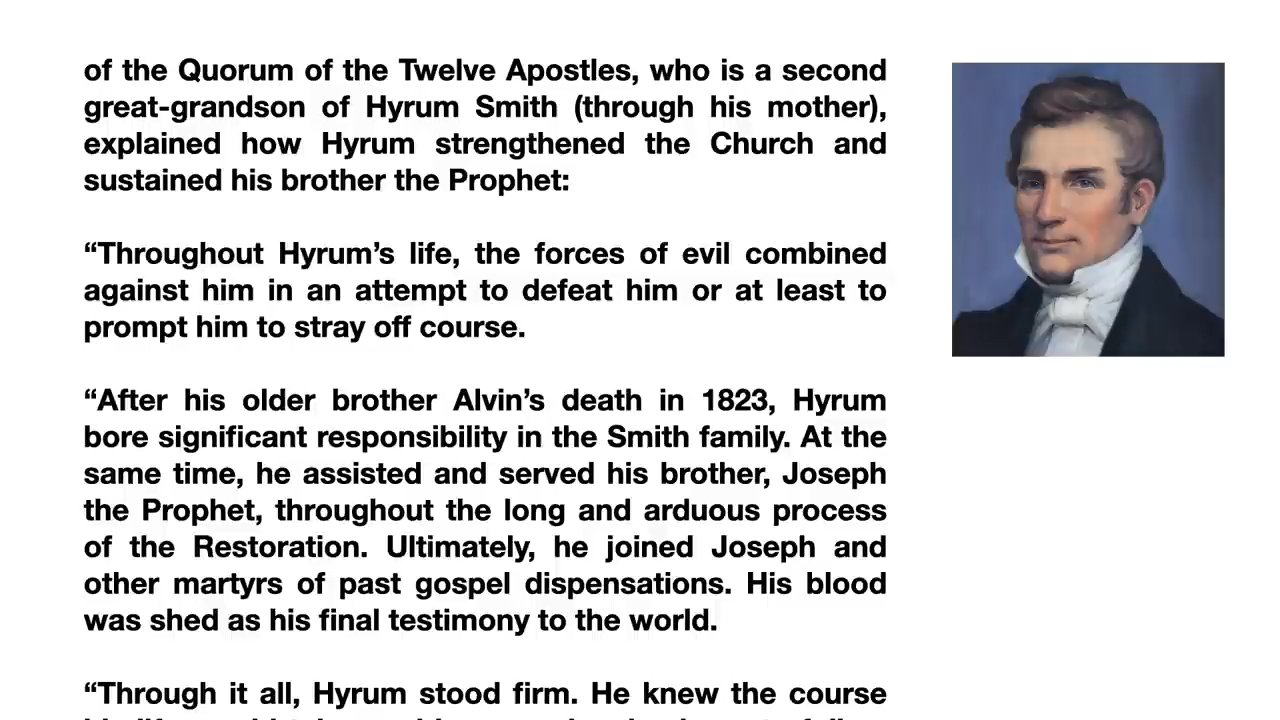 of the Quorum of the Twelve Apostles, who is a second
great-grandson of Hyrum Smith (through his mother),
explained how Hyrum strengthened the Church and
sustained his brother the Prophet:
“Throughout Hyrum’s life, the forces of evil combined
against him in an attempt to defeat him or at least to
prompt him to stray off course.
“After his older brother Alvin’s death in 1823, Hyrum
bore significant responsibility in the Smith family. At the
same time, he assisted and served his brother, Joseph
the Prophet, throughout the long and arduous process
of the Restoration. Ultimately, he joined Joseph and
other martyrs of past gospel dispensations. His blood
was shed as his final testimony to the world.
“Through it all, Hyrum stood firm. He knew the course